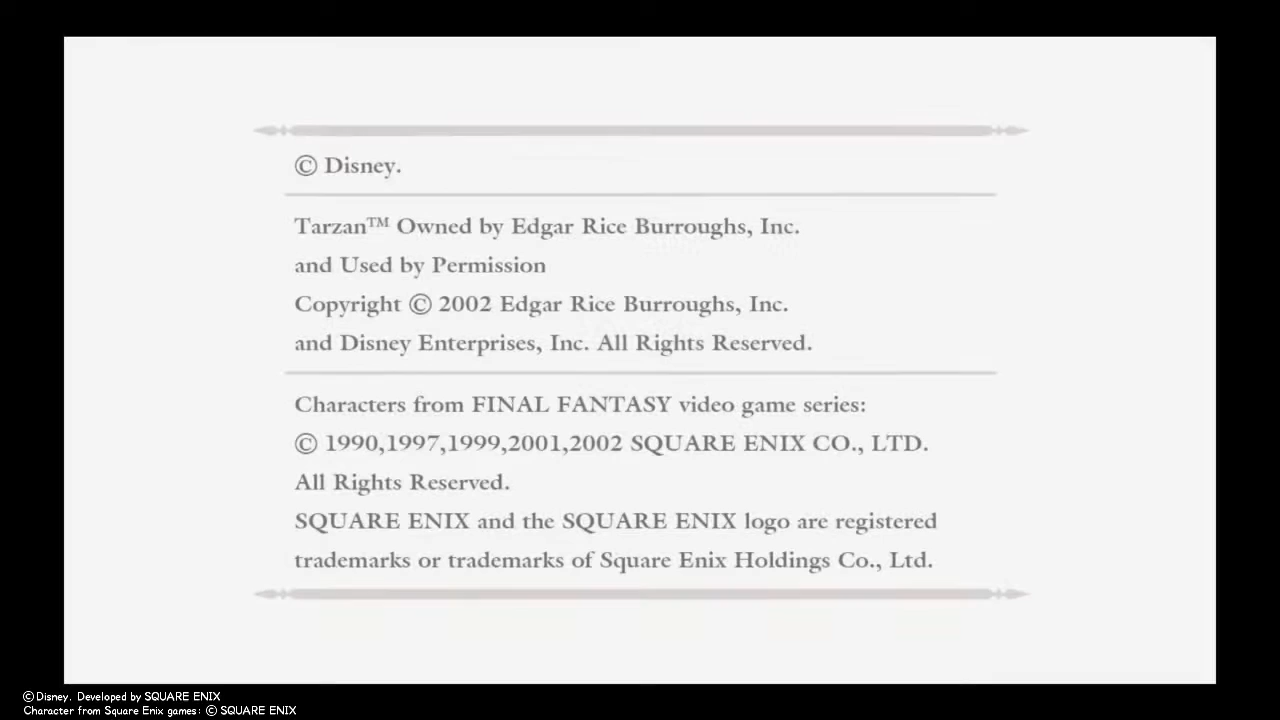 © Disney.
Tarzan™ Owned by Edgar Rice Burroughs, Inc.
and Used by Permission
Copyright © 2002 Edgar Rice Burroughs, Inc.
and Disney Enterprises, Inc. All Rights Reserved.
Characters from FINAL FANTASY video game series:
© 1990,1997,1999,2001,2002 SQUARE ENIX CO., LTD.
All Rights Reserved.
SQUARE ENIX and the SQUARE ENIX logo are registered
trademarks or trademarks of Square Enix Holdings Co., Ltd.
© Disney. Developed by SQUARE ENIX
Character from Square Enix games: © SQUARE ENIX